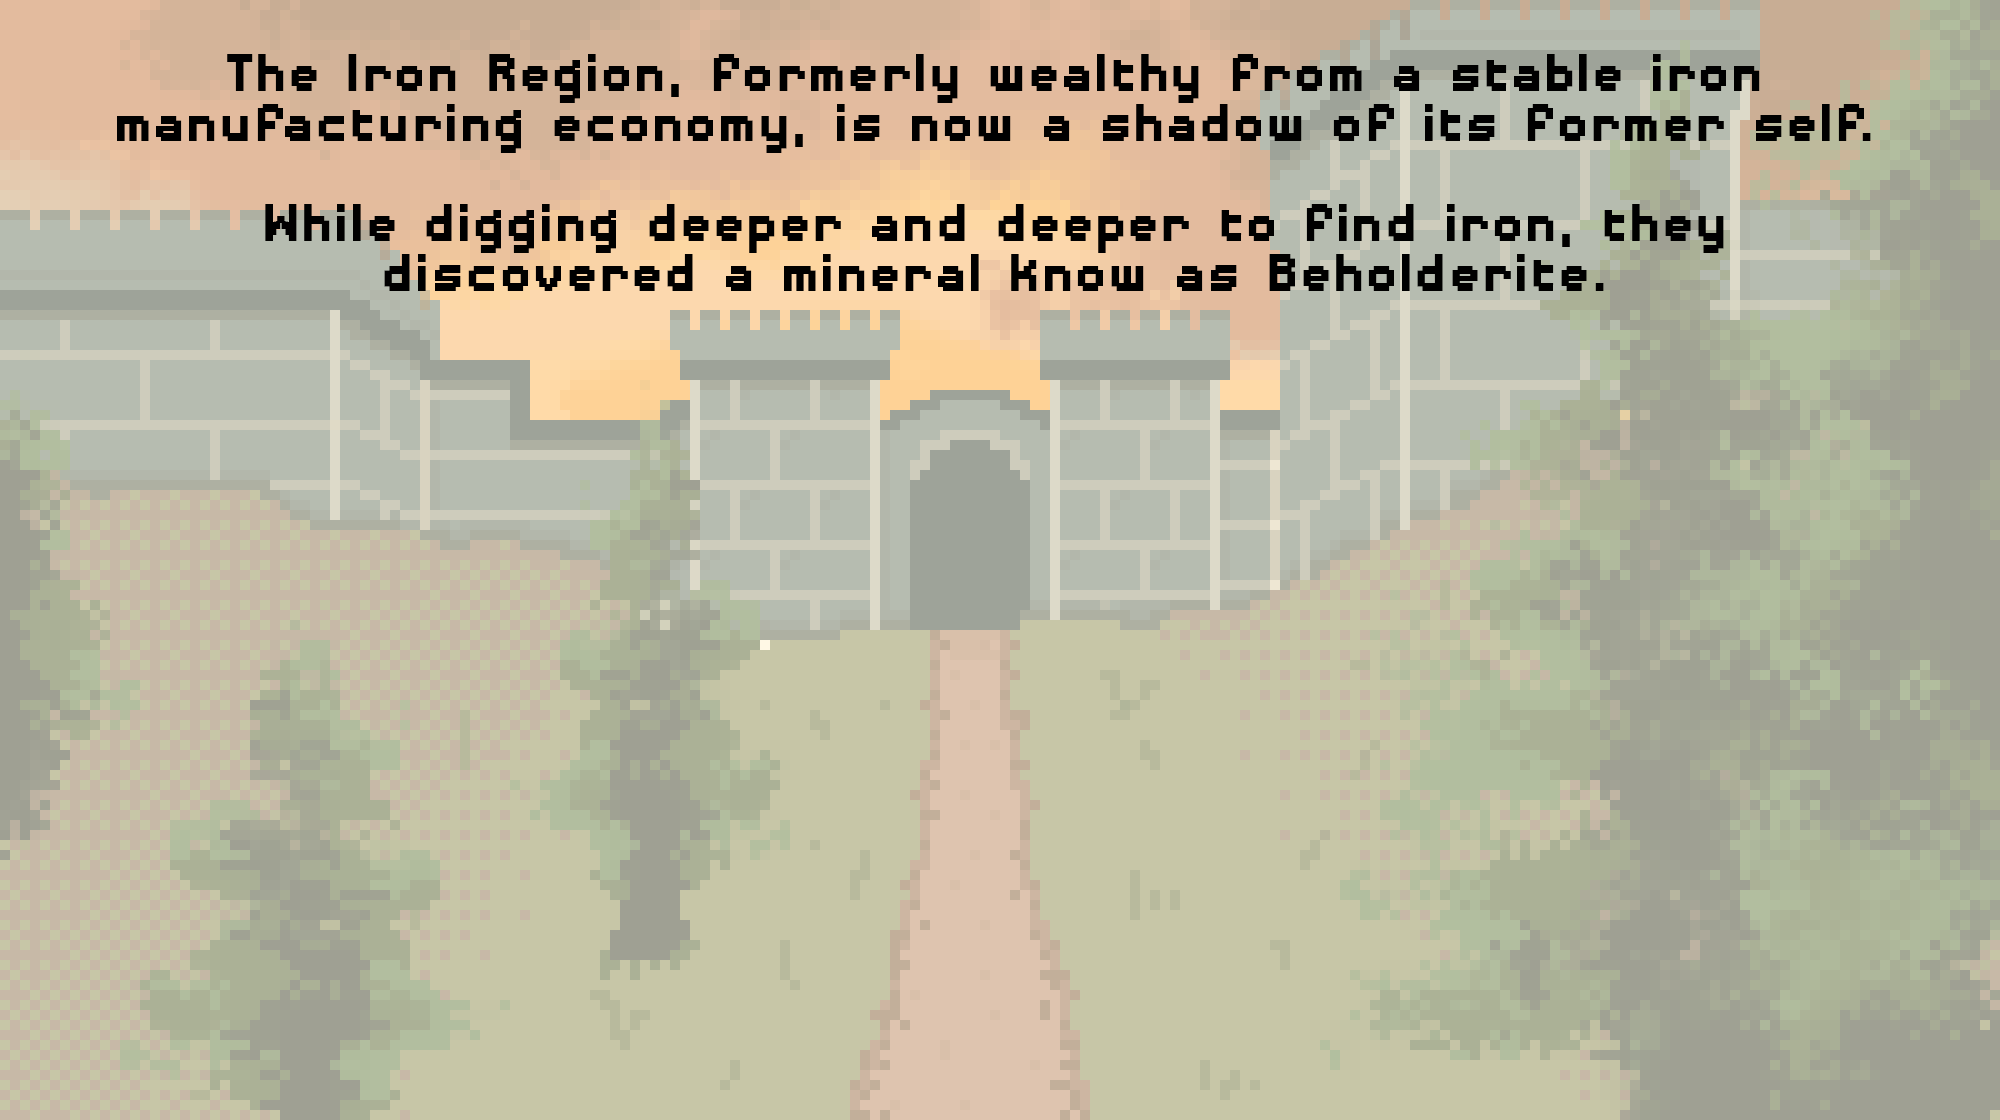 The Iron Region, formerly wealthy from a stable iron
manufacturing economy, is now a shadow of its former self.
While digging deeper and deeper to find iron, they
discovered a mineral know as Beholderite.